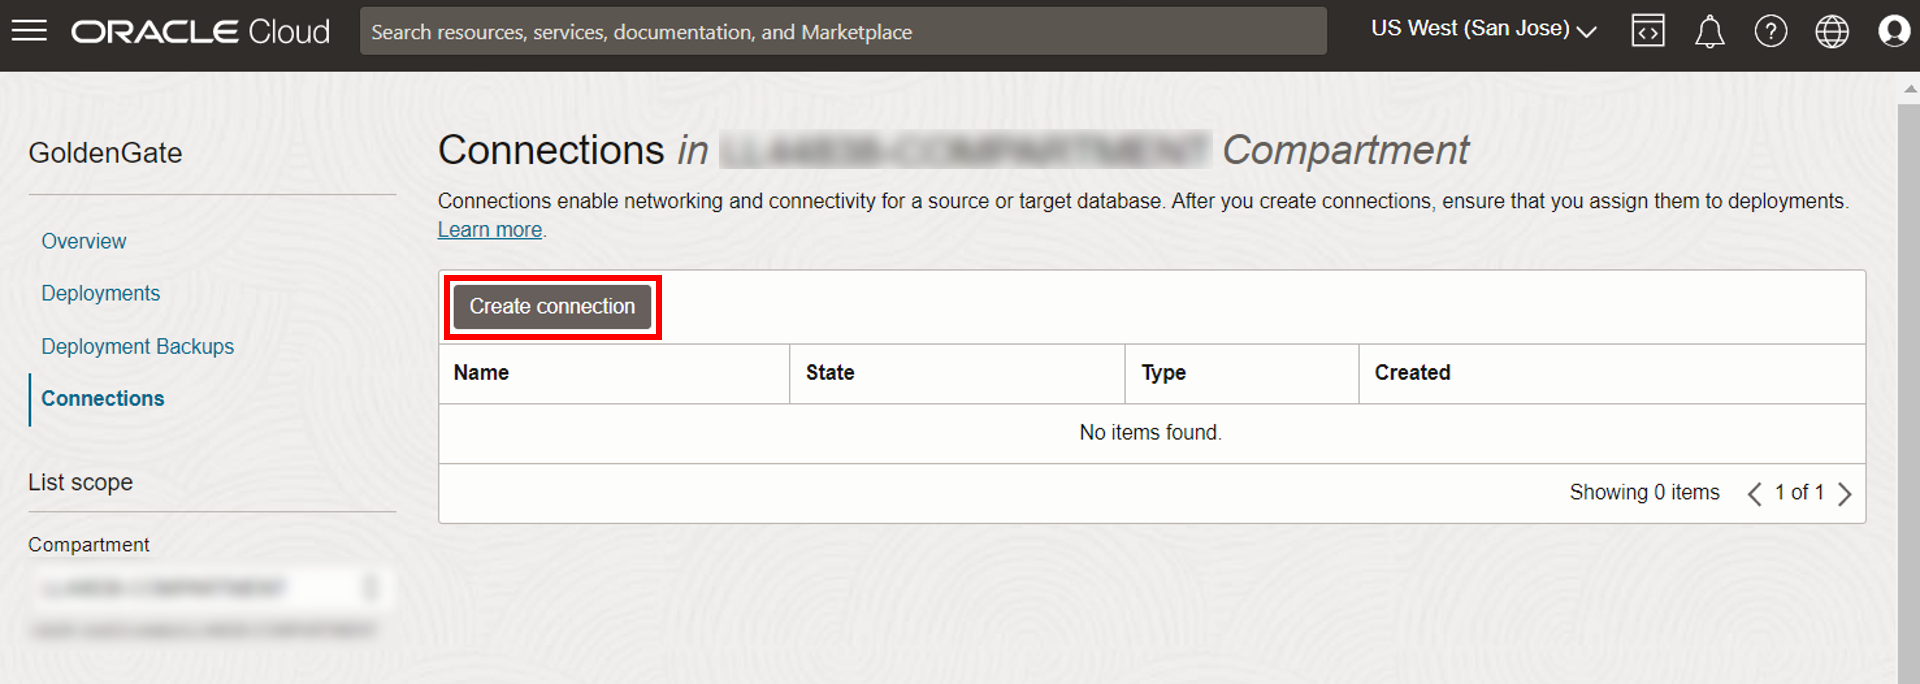 ORACLE Cloud
Search resources, services, documentation, and Marketplace
US West (San Jose)
GoldenGate
Overview
Deployments
Deployment Backups
Connections
List scope
Compartment
Connections in Compartment
Connections enable networking and connectivity for a source or target database. After you create connections, ensure that you assign them to deployments.
Learn more.
Create connection
Name State Type Created
No items found.
Showing 0 items 1 of 1